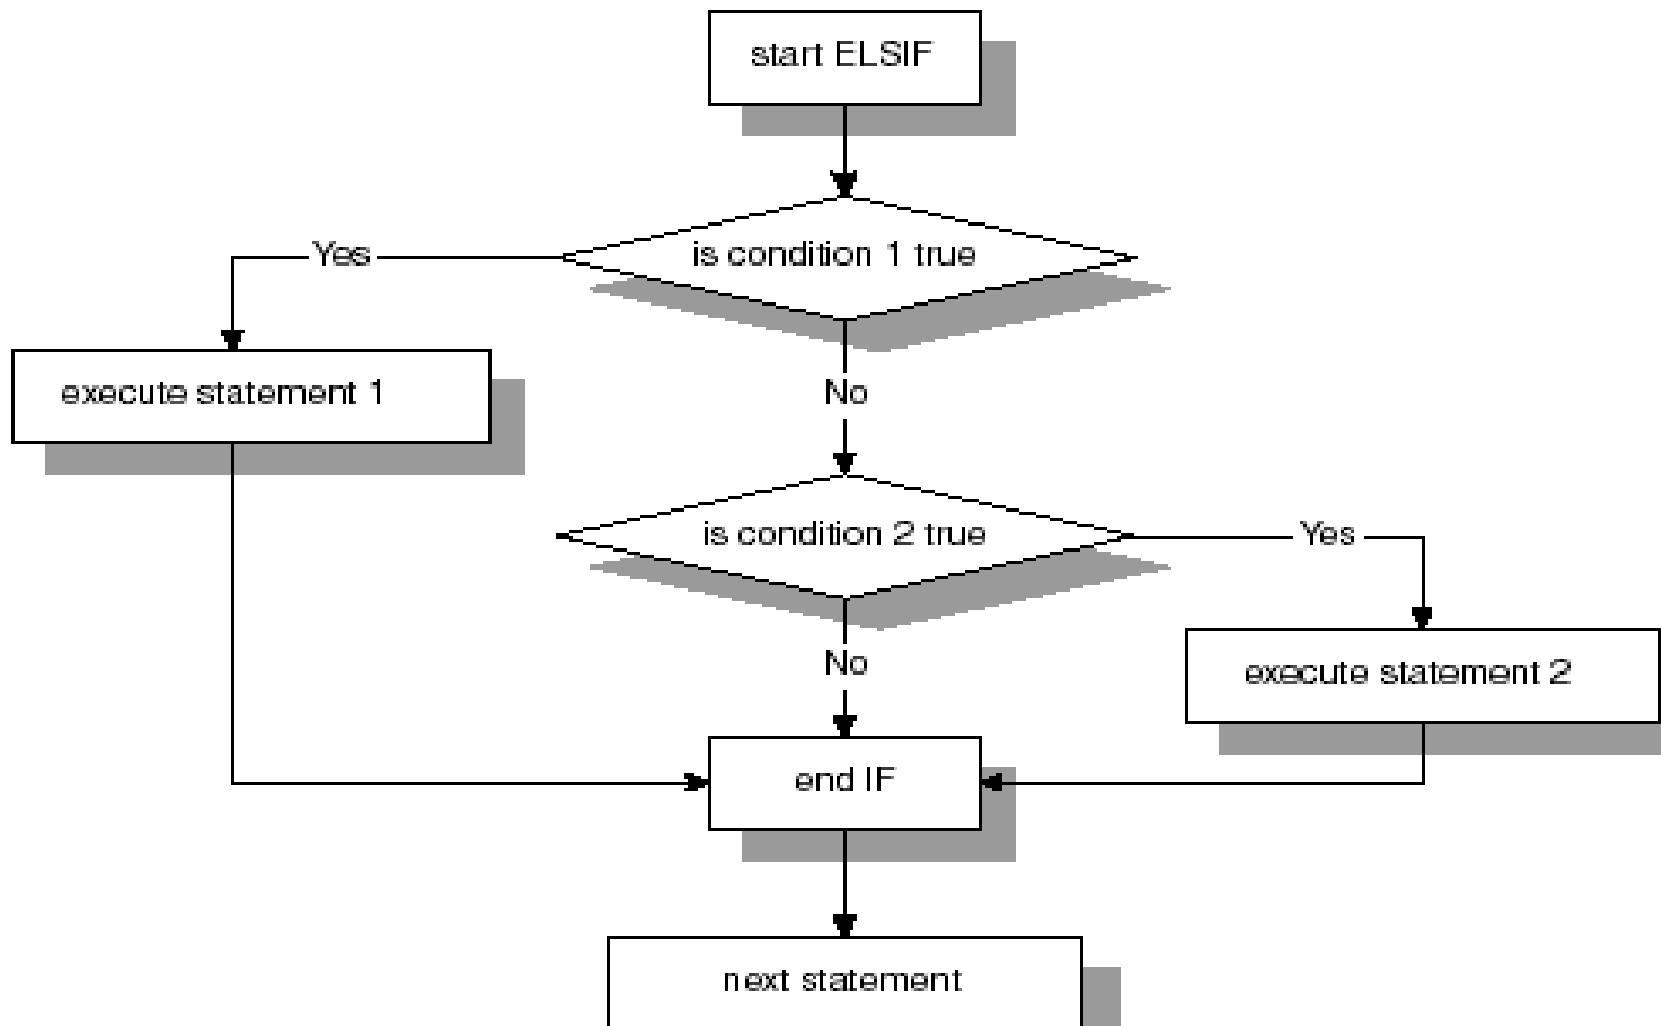 start ELSIF
is condition 1 true
Yes
execute statement 1
No
is condition 2 true
Yes
No
execute statement 2
end IF
next statement